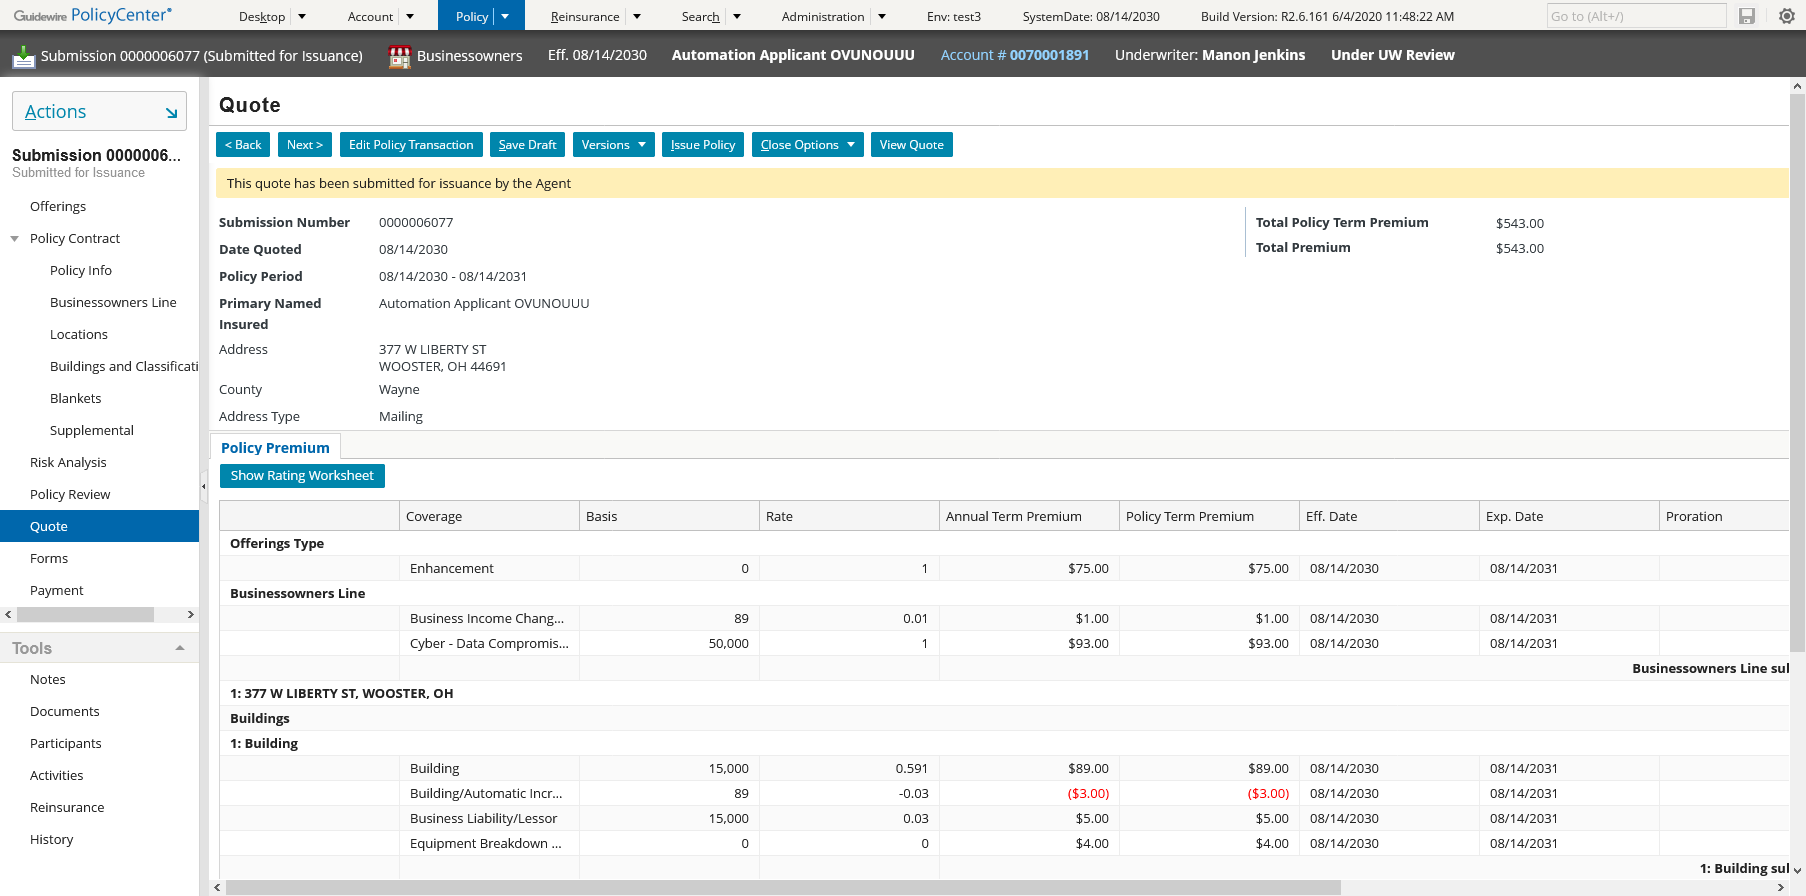 Guidewire PolicyCenter® Desktop Account Policy Reinsurance Search Administration Env: test3 SystemDate: 08/14/2030 Build Version: R2.6.161 6/4/2020 11:48:22 AM Go to (Alt+/)
Submission 0000006077 (Submitted for Issuance) Businessowners Eff. 08/14/2030 Automation Applicant OVUNOUUU Account # 0070001891 Underwriter: Manon Jenkins Under UW Review
Actions
Submission 0000006...
Submitted for Issuance
Offerings
Policy Contract
Policy Info
Businessowners Line
Locations
Buildings and Classificati
Blankets
Supplemental
Risk Analysis
Policy Review
Quote
Forms
Payment
Tools
Notes
Documents
Participants
Activities
Reinsurance
History
Quote
< Back Next > Edit Policy Transaction Save Draft Versions Issue Policy Close Options View Quote
This quote has been submitted for issuance by the Agent
Submission Number 0000006077
Date Quoted 08/14/2030
Policy Period 08/14/2030 - 08/14/2031
Primary Named Insured Automation Applicant OVUNOUUU
Address 377 W LIBERTY ST
WOOSTER, OH 44691
County Wayne
Address Type Mailing
Total Policy Term Premium $543.00
Total Premium $543.00
Policy Premium
Show Rating Worksheet
Coverage Basis Rate Annual Term Premium Policy Term Premium Eff. Date Exp. Date Proration
Offerings Type
Enhancement 0 1 $75.00 $75.00 08/14/2030 08/14/2031
Businessowners Line
Business Income Chang... 89 0.01 $1.00 $1.00 08/14/2030 08/14/2031
Cyber - Data Compromis... 50,000 1 $93.00 $93.00 08/14/2030 08/14/2031
Businessowners Line sul
1: 377 W LIBERTY ST, WOOSTER, OH
Buildings
1: Building
Building 15,000 0.591 $89.00 $89.00 08/14/2030 08/14/2031
Building/Automatic Incr... 89 -0.03 ($3.00) ($3.00) 08/14/2030 08/14/2031
Business Liability/Lessor 15,000 0.03 $5.00 $5.00 08/14/2030 08/14/2031
Equipment Breakdown ... 0 0 $4.00 $4.00 08/14/2030 08/14/2031
1: Building sul